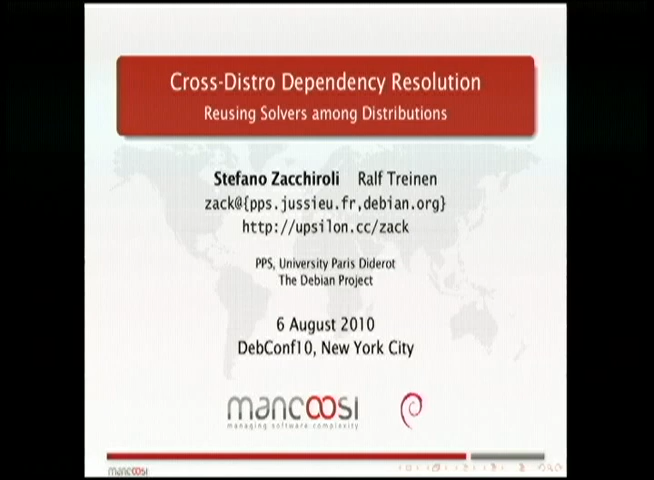 Cross-Distro Dependency Resolution
Reusing Solvers among Distributions
Stefano Zacchiroli Ralf Treinen
zack@{pps.jussieu.fr,debian.org}
http://upsilon.cc/zack
PPS, University Paris Diderot
The Debian Project
6 August 2010
DebConf10, New York City
mancoosi
managing software complexity
mancoosi